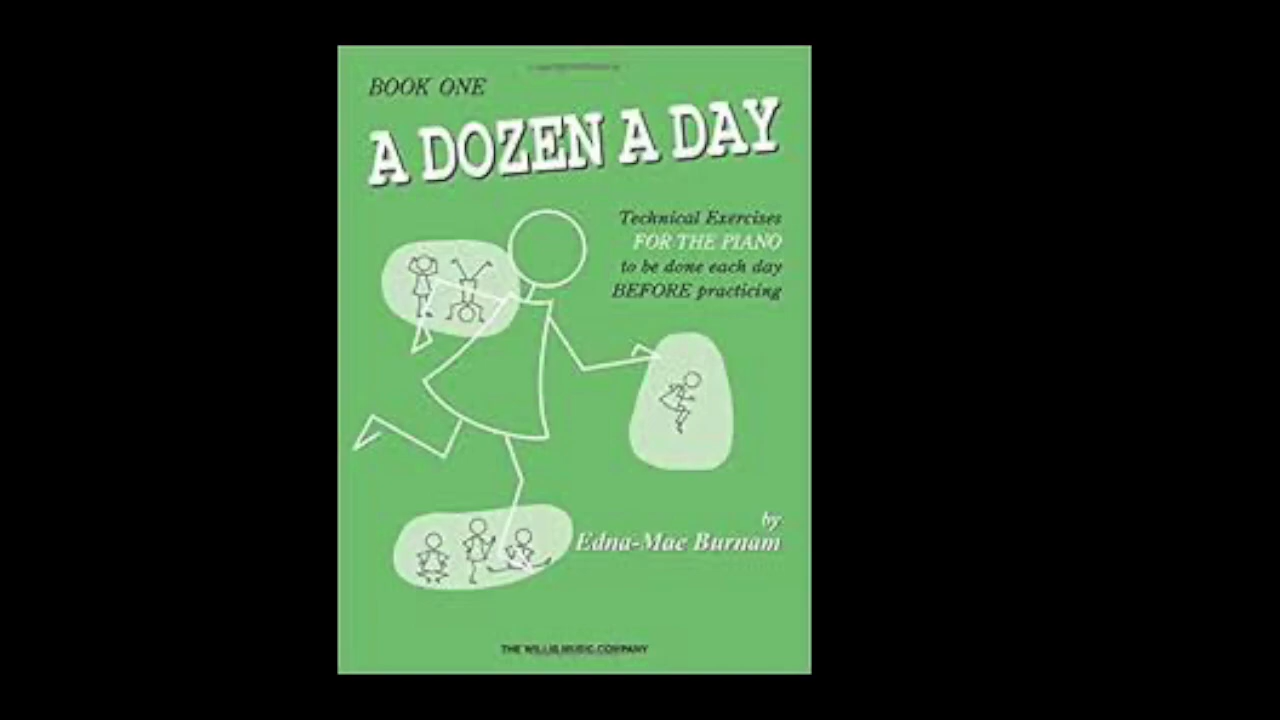 BOOK ONE
A DOZEN A DAY
Technical Exercises
FOR THE PIANO
to be done each day
BEFORE practicing
by
Edna-Mae Burnam
THE WILLIS MUSIC COMPANY